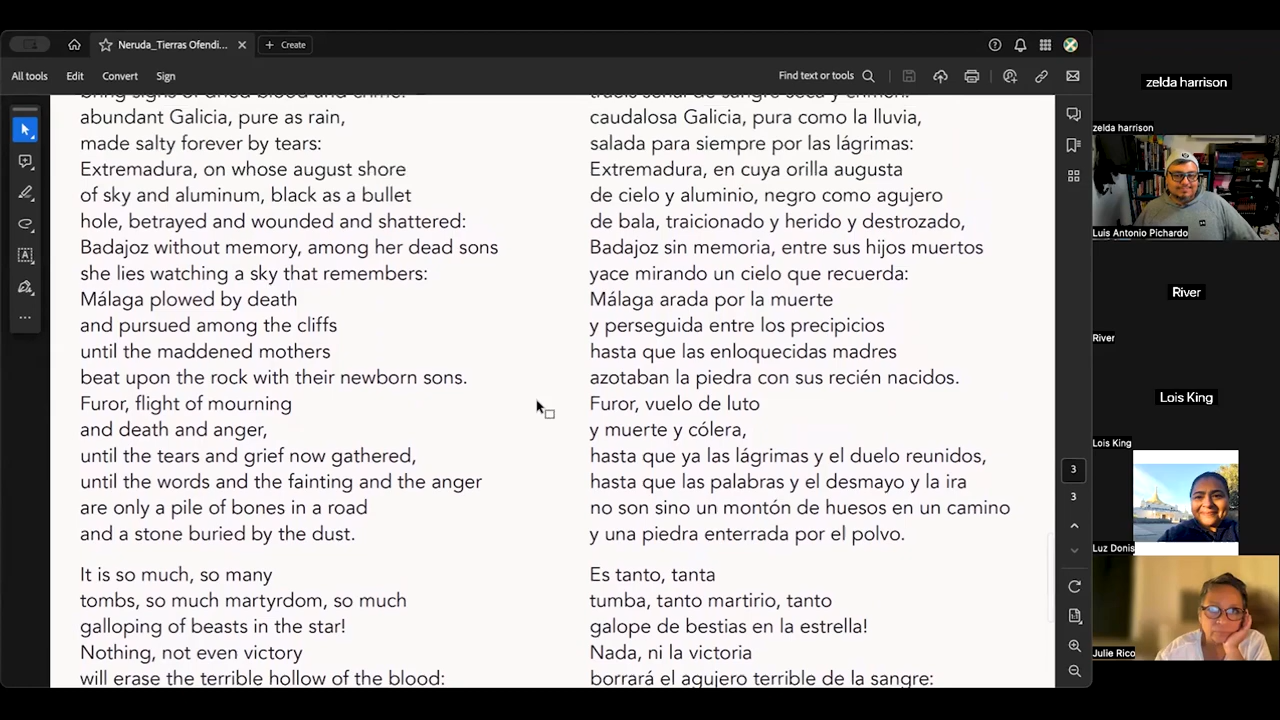 Neruda_Tierras Ofendi...
Create
All tools
Edit
Convert
Sign
Find text or tools
abundant Galicia, pure as rain,
made salty forever by tears:
Extremadura, on whose august shore
of sky and aluminum, black as a bullet
hole, betrayed and wounded and shattered:
Badajoz without memory, among her dead sons
she lies watching a sky that remembers:
Málaga plowed by death
and pursued among the cliffs
until the maddened mothers
beat upon the rock with their newborn sons.
Furor, flight of mourning
and death and anger,
until the tears and grief now gathered,
until the words and the fainting and the anger
are only a pile of bones in a road
and a stone buried by the dust.
It is so much, so many
tombs, so much martyrdom, so much
galloping of beasts in the star!
Nothing, not even victory
will erase the terrible hollow of the blood:
caudalosa Galicia, pura como la lluvia,
salada para siempre por las lágrimas:
Extremadura, en cuya orilla augusta
de cielo y aluminio, negro como agujero
de bala, traicionado y herido y destrozado,
Badajoz sin memoria, entre sus hijos muertos
yace mirando un cielo que recuerda:
Málaga arada por la muerte
y perseguida entre los precipicios
hasta que las enloquecidas madres
azotaban la piedra con sus recién nacidos.
Furor, vuelo de luto
y muerte y cólera,
hasta que ya las lágrimas y el duelo reunidos,
hasta que las palabras y el desmayo y la ira
no son sino un montón de huesos en un camino
y una piedra enterrada por el polvo.
Es tanto, tanta
tumba, tanto martirio, tanto
galope de bestias en la estrella!
Nada, ni la victoria
borrará el agujero terrible de la sangre:
3
3
zelda harrison
zelda harrison
Luis Antonio Pichardo
River
River
Lois King
Lois King
Luz Donis
Julie Rico